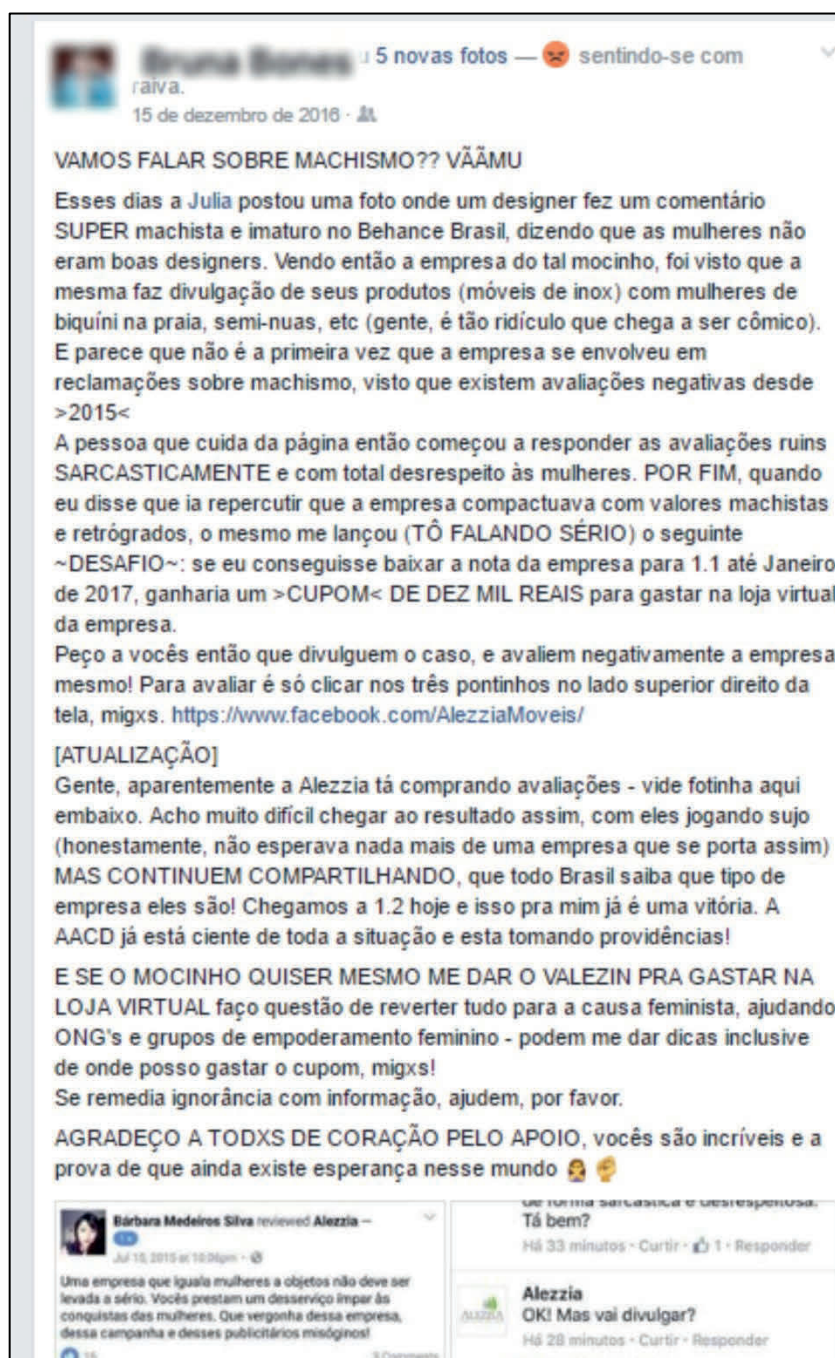 5 novas fotos — sentindo-se com
raiva.
15 de dezembro de 2016 ·
VAMOS FALAR SOBRE MACHISMO?? VÃÃMU
Esses dias a Julia postou uma foto onde um designer fez um comentário
SUPER machista e imaturo no Behance Brasil, dizendo que as mulheres não
eram boas designers. Vendo então a empresa do tal mocinho, foi visto que a
mesma faz divulgação de seus produtos (móveis de inox) com mulheres de
biquíni na praia, semi-nuas, etc (gente, é tão ridículo que chega a ser cômico).
E parece que não é a primeira vez que a empresa se envolveu em
reclamações sobre machismo, visto que existem avaliações negativas desde
>2015<
A pessoa que cuida da página então começou a responder as avaliações ruins
SARCASTICAMENTE e com total desrespeito às mulheres. POR FIM, quando
eu disse que ia repercutir que a empresa compactuava com valores machistas
e retrógrados, o mesmo me lançou (TÔ FALANDO SÉRIO) o seguinte
~DESAFIO~: se eu conseguisse baixar a nota da empresa para 1.1 até Janeiro
de 2017, ganharia um >CUPOM< DE DEZ MIL REAIS para gastar na loja virtual
da empresa.
Peço a vocês então que divulguem o caso, e avaliem negativamente a empresa
mesmo! Para avaliar é só clicar nos três pontinhos no lado superior direito da
tela, migxs. https://www.facebook.com/AlezziaMoveis/
[ATUALIZAÇÃO]
Gente, aparentemente a Alezzia tá comprando avaliações - vide fotinha aqui
embaixo. Acho muito difícil chegar ao resultado assim, com eles jogando sujo
(honestamente, não esperava nada mais de uma empresa que se porta assim)
MAS CONTINUEM COMPARTILHANDO, que todo Brasil saiba que tipo de
empresa eles são! Chegamos a 1.2 hoje e isso pra mim já é uma vitória. A
AACD já está ciente de toda a situação e esta tomando providências!
E SE O MOCINHO QUISER MESMO ME DAR O VALEZIN PRA GASTAR NA
LOJA VIRTUAL faço questão de reverter tudo para a causa feminista, ajudando
ONG's e grupos de empoderamento feminino - podem me dar dicas inclusive
de onde posso gastar o cupom, migxs!
Se remedia ignorância com informação, ajudem, por favor.
AGRADEÇO A TODXS DE CORAÇÃO PELO APOIO, vocês são incríveis e a
prova de que ainda existe esperança nesse mundo
Bárbara Medeiros Silva reviewed Alezzia —
Jul 15, 2015 at 10:06pm ·
Uma empresa que iguala mulheres a objetos não deve ser
levada a sério. Vocês prestam um desserviço ímpar às
conquistas das mulheres. Que vergonha dessa empresa,
dessa campanha e desses publicitários misóginos!
3 Comments
de forma sarcástica e desrespeitosa.
Tá bem?
Há 33 minutos · Curtir · 1 · Responder
Alezzia
OK! Mas vai divulgar?
Há 28 minutos · Curtir · Responder